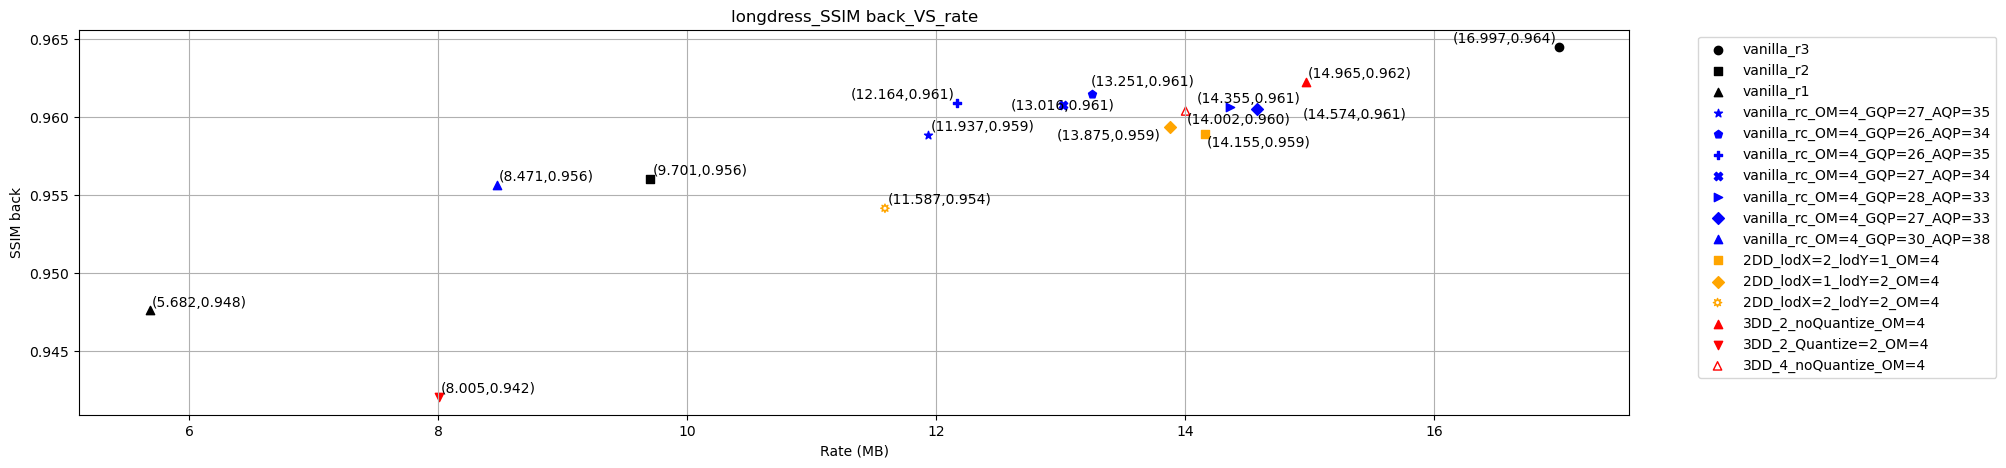 longdress_SSIM back_VS_rate
0.965
0.960
0.955
0.950
0.945
SSIM back
(16.997,0.964)
(14.965,0.962)
(13.251,0.961)
(12.164,0.961)
(13.016,0.961)
(14.355,0.961)
(14.574,0.961)
(14.002,0.960)
(11.937,0.959)
(13.875,0.959)
(14.155,0.959)
(8.471,0.956)
(9.701,0.956)
(11.587,0.954)
(5.682,0.948)
(8.005,0.942)
6
8
10
12
14
16
Rate (MB)
vanilla_r3
vanilla_r2
vanilla_r1
vanilla_rc_OM=4_GQP=27_AQP=35
vanilla_rc_OM=4_GQP=26_AQP=34
vanilla_rc_OM=4_GQP=26_AQP=35
vanilla_rc_OM=4_GQP=27_AQP=34
vanilla_rc_OM=4_GQP=28_AQP=33
vanilla_rc_OM=4_GQP=27_AQP=33
vanilla_rc_OM=4_GQP=30_AQP=38
2DD_lodX=2_lodY=1_OM=4
2DD_lodX=1_lodY=2_OM=4
2DD_lodX=2_lodY=2_OM=4
3DD_2_noQuantize_OM=4
3DD_2_Quantize=2_OM=4
3DD_4_noQuantize_OM=4